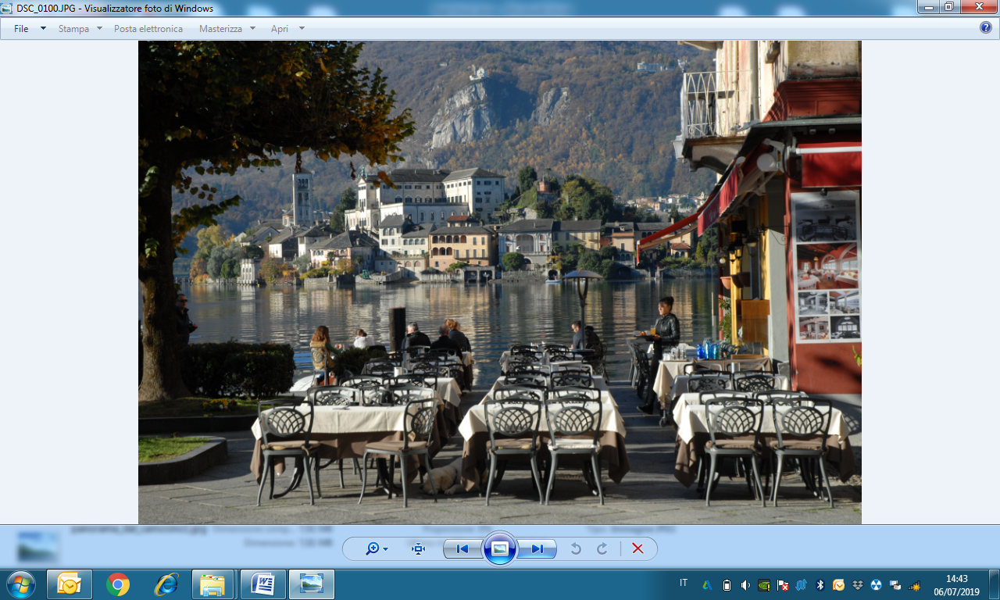 DSC_0100.JPG - Visualizzatore foto di Windows
File Stampa Posta elettronica Masterizza Apri
IT
14:43
06/07/2019